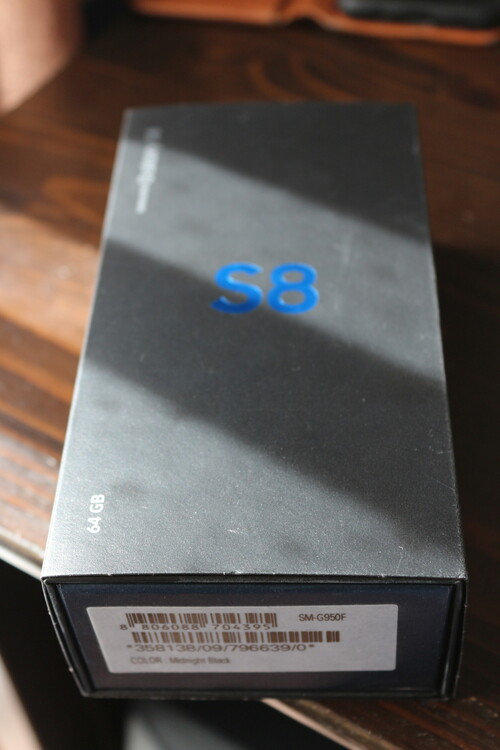 S8
64 GB
SM-G950F
8 806088 704395
*358138/09/796639/0*
COLOR : Midnight Black